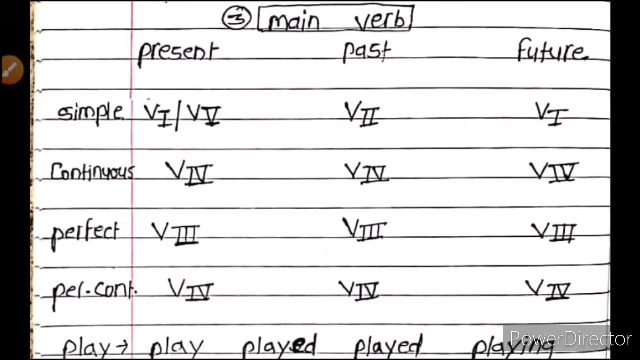 ③ main verb
present past future.
simple VI/VV VII VI
continuous VIV VIV VIV
perfect VIII VIII VIII
per.cont. VIV VIV VIV
play→ play played played playing
PowerDirector